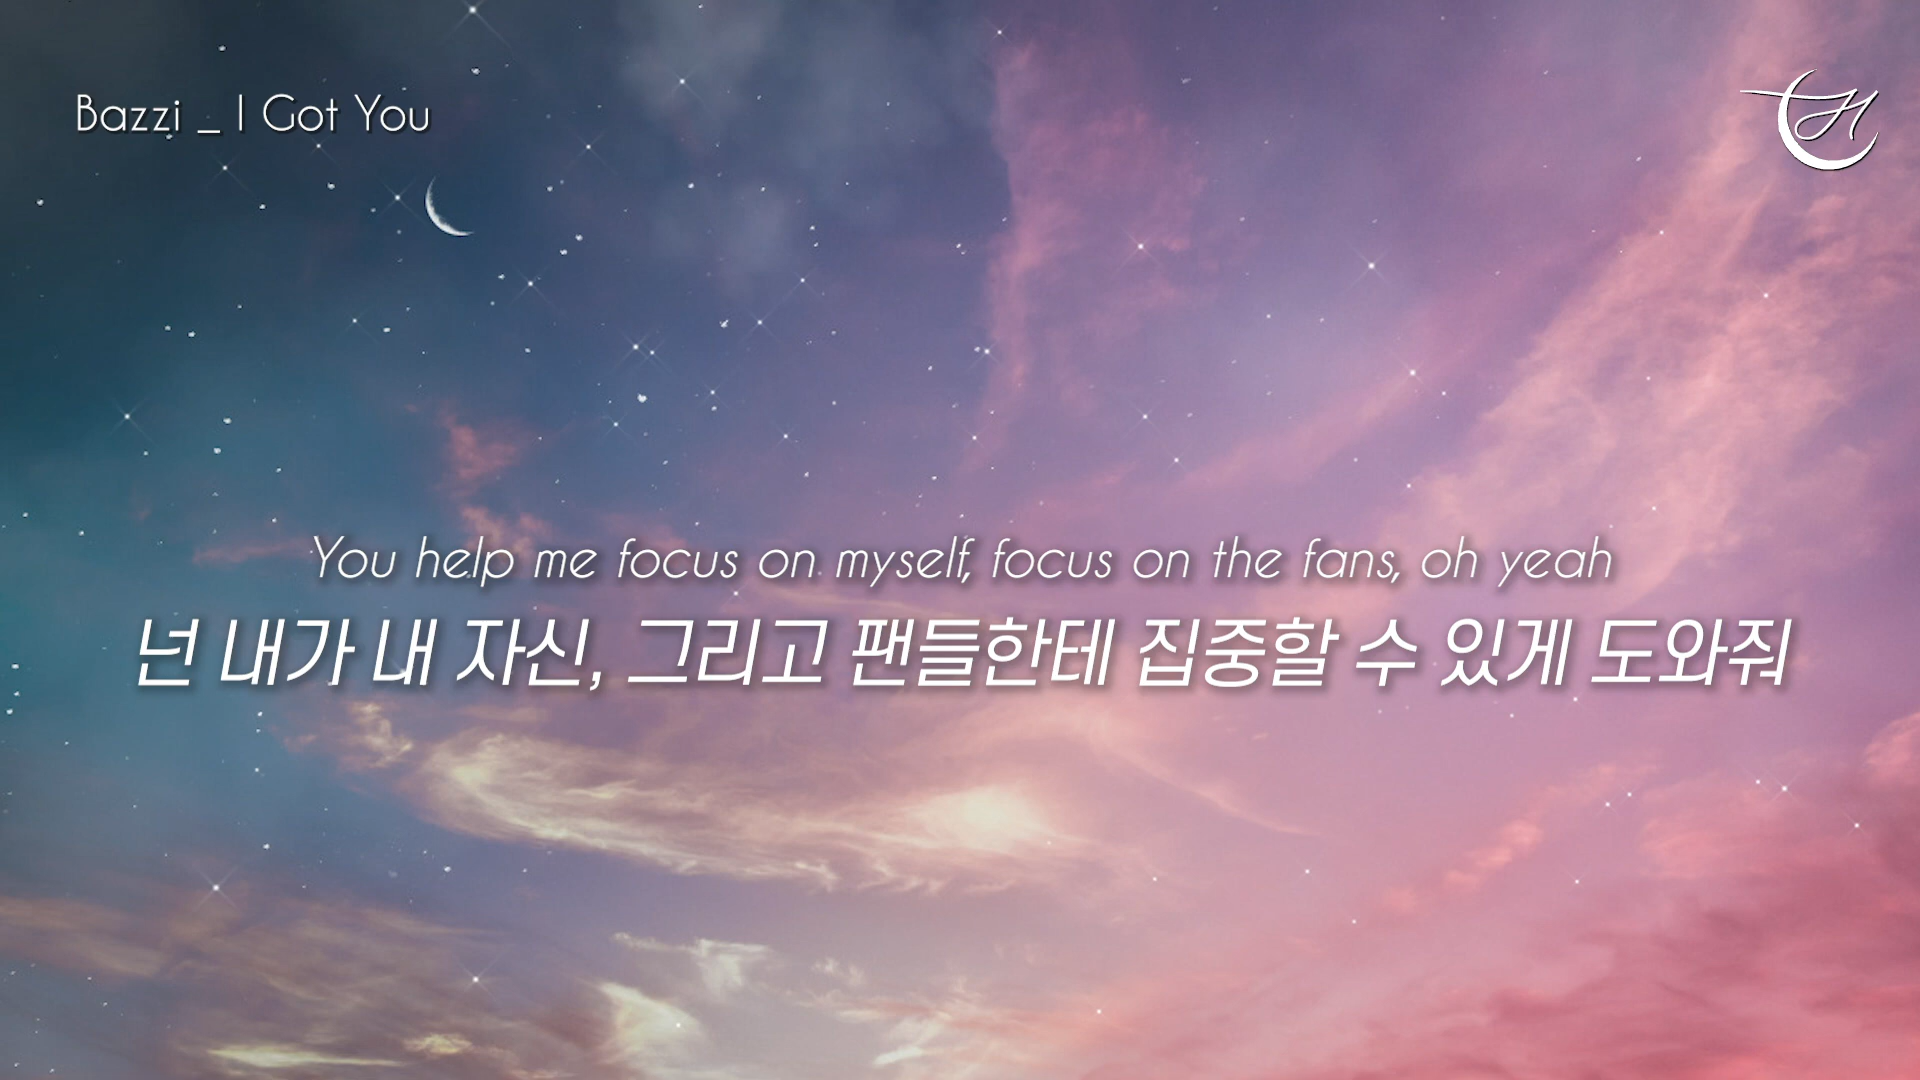 Bazzi _ I Got You
You help me focus on myself, focus on the fans, oh yeah
넌 내가 내 자신, 그리고 팬들한테 집중할 수 있게 도와줘